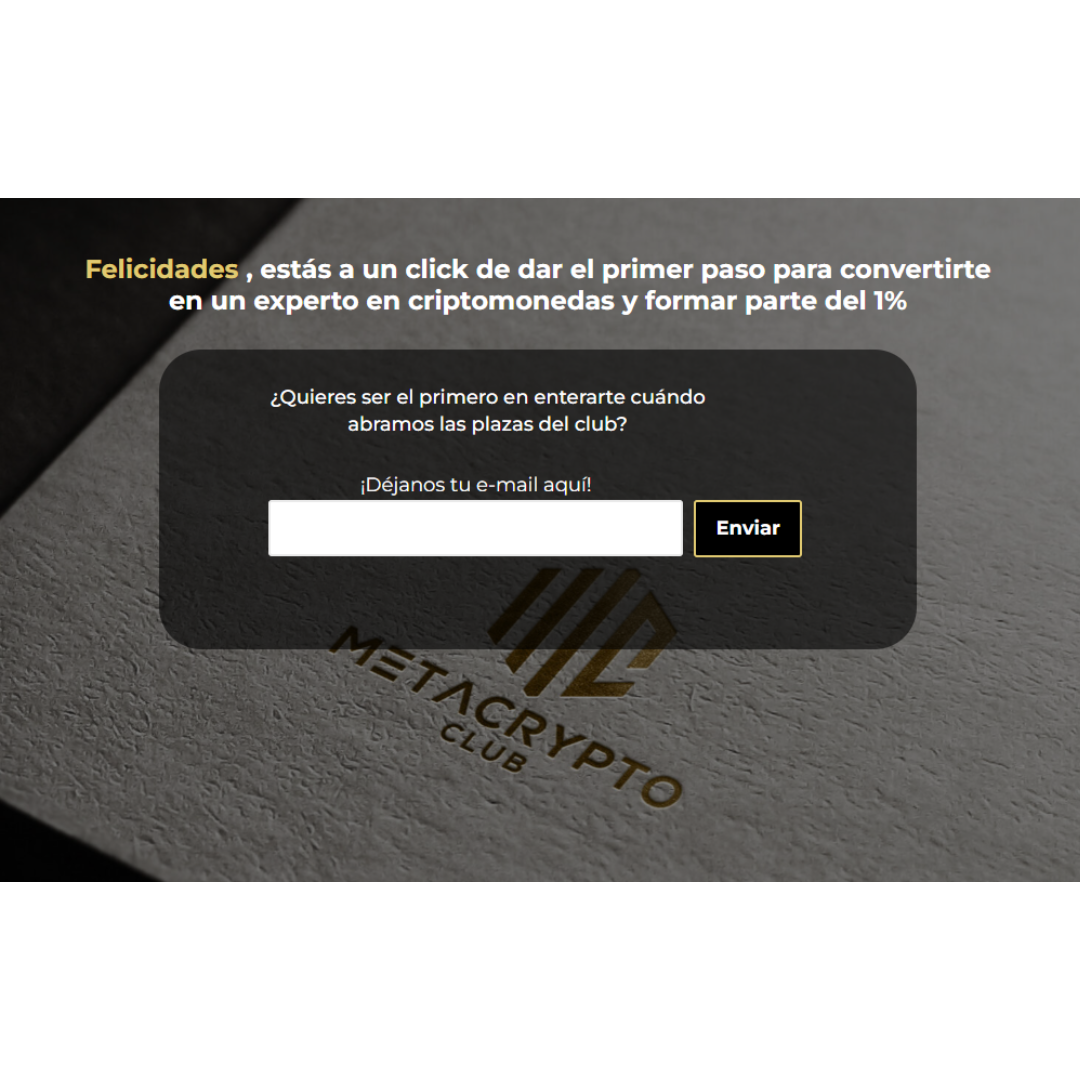 Felicidades , estás a un click de dar el primer paso para convertirte
en un experto en criptomonedas y formar parte del 1%
¿Quieres ser el primero en enterarte cuándo
abramos las plazas del club?
¡Déjanos tu e-mail aquí!
Enviar
METACRYPTO
CLUB